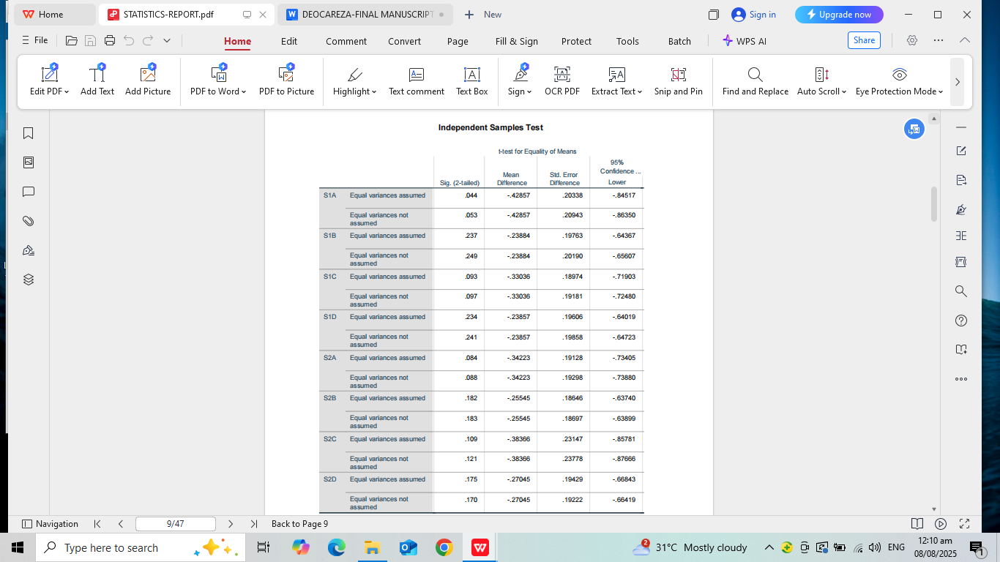 Home
STATISTICS-REPORT.pdf
DEOCAREZA-FINAL MANUSCRIPT
New
Sign in
Upgrade now
File
Home
Edit
Comment
Convert
Page
Fill & Sign
Protect
Tools
Batch
WPS AI
Share
Edit PDF
Add Text
Add Picture
PDF to Word
PDF to Picture
Highlight
Text comment
Text Box
Sign
OCR PDF
Extract Text
Snip and Pin
Find and Replace
Auto Scroll
Eye Protection Mode
Independent Samples Test
t-test for Equality of Means
95% Confidence ...
Sig. (2-tailed) Mean Difference Std. Error Difference Lower
S1A Equal variances assumed .044 -.42857 .20338 -.84517
Equal variances not assumed .053 -.42857 .20943 -.86350
S1B Equal variances assumed .237 -.23884 .19763 -.64367
Equal variances not assumed .249 -.23884 .20190 -.65607
S1C Equal variances assumed .093 -.33036 .18974 -.71903
Equal variances not assumed .097 -.33036 .19181 -.72480
S1D Equal variances assumed .234 -.23857 .19606 -.64019
Equal variances not assumed .241 -.23857 .19858 -.64723
S2A Equal variances assumed .084 -.34223 .19128 -.73405
Equal variances not assumed .088 -.34223 .19298 -.73880
S2B Equal variances assumed .182 -.25545 .18646 -.63740
Equal variances not assumed .183 -.25545 .18697 -.63899
S2C Equal variances assumed .109 -.38366 .23147 -.85781
Equal variances not assumed .121 -.38366 .23778 -.87666
S2D Equal variances assumed .175 -.27045 .19429 -.66843
Equal variances not assumed .170 -.27045 .19222 -.66419
Navigation
9/47
Back to Page 9
Type here to search
2
31°C Mostly cloudy
ENG
12:10 am
08/08/2025
1